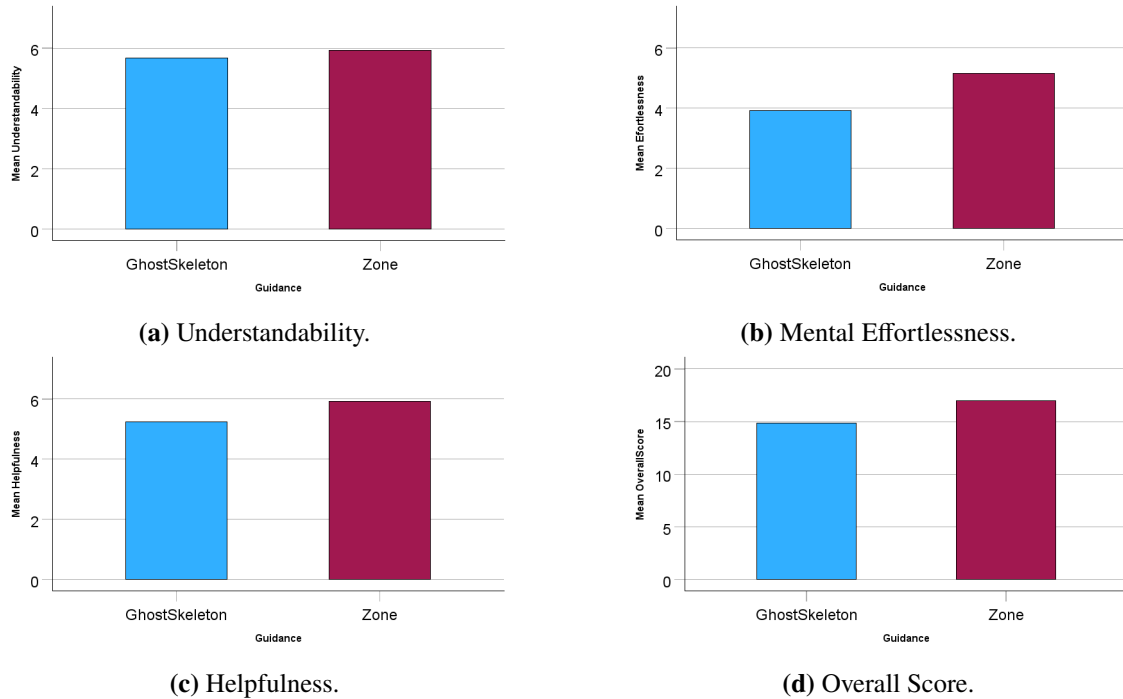 Mean Understandability
6
4
2
0
GhostSkeleton Zone
Guidance
(a) Understandability.
Mean Efortlessness
6
4
2
0
GhostSkeleton Zone
Guidance
(b) Mental Effortlessness.
Mean Helpfulness
6
4
2
0
GhostSkeleton Zone
Guidance
(c) Helpfulness.
Mean OverallScore
20
15
10
5
0
GhostSkeleton Zone
Guidance
(d) Overall Score.